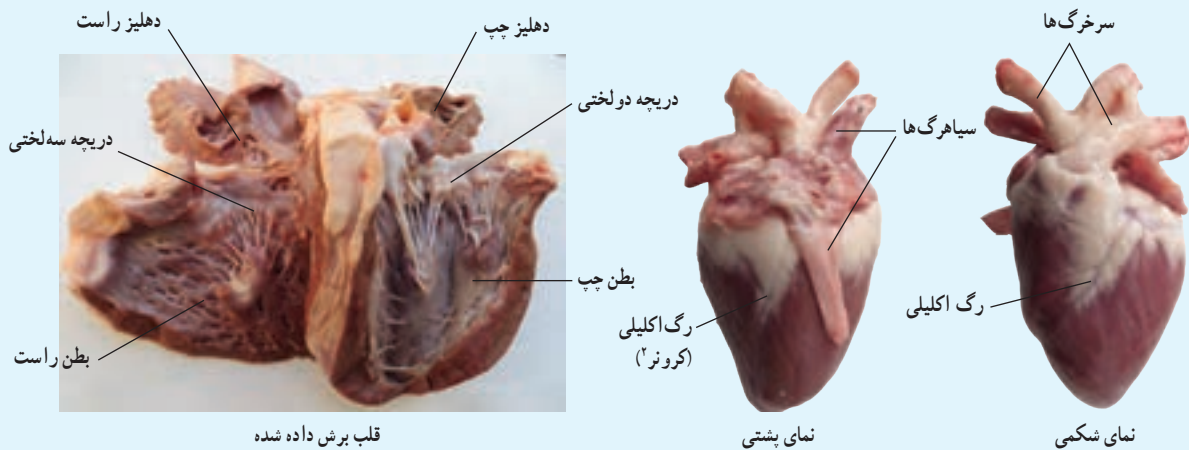 سرخرگ‌ها
رگ اکلیلی
نمای شکمی
سیاهرگ‌ها
رگ اکلیلی
(کرونر۲)
نمای پشتی
دهلیز چپ
دهلیز راست
دریچه دولختی
دریچه سه‌لختی
بطن چپ
بطن راست
قلب برش داده شده